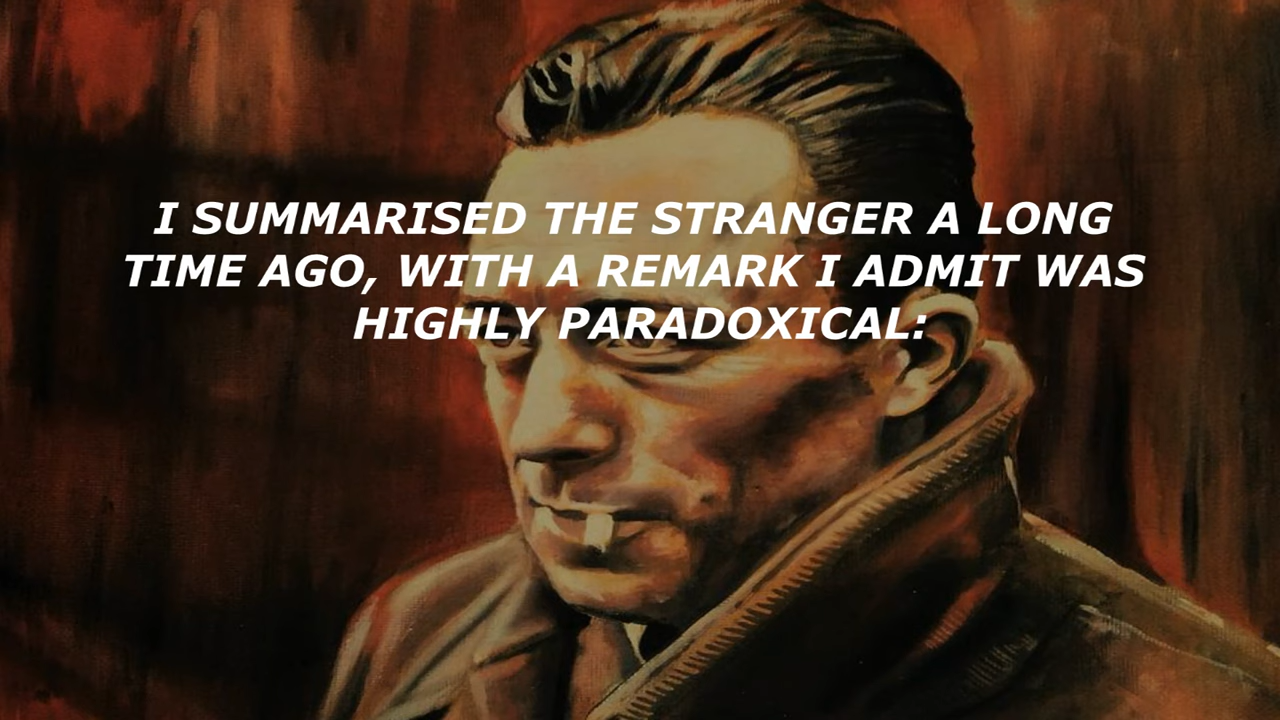 I SUMMARISED THE STRANGER A LONG
TIME AGO, WITH A REMARK I ADMIT WAS
HIGHLY PARADOXICAL: